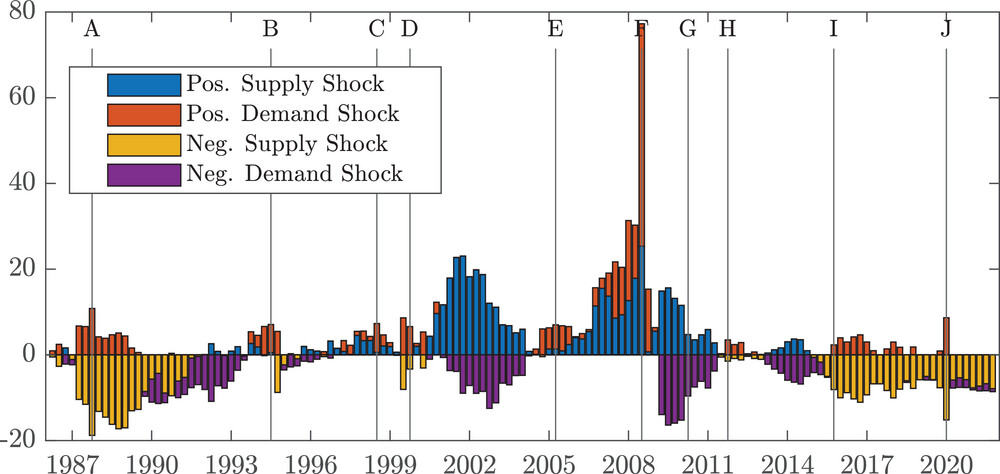 80
A B C D E F G H I J
Pos. Supply Shock
60
Pos. Demand Shock
Neg. Supply Shock
Neg. Demand Shock
40
20
0
-20
1987 1990 1993 1996 1999 2002 2005 2008 2011 2014 2017 2020